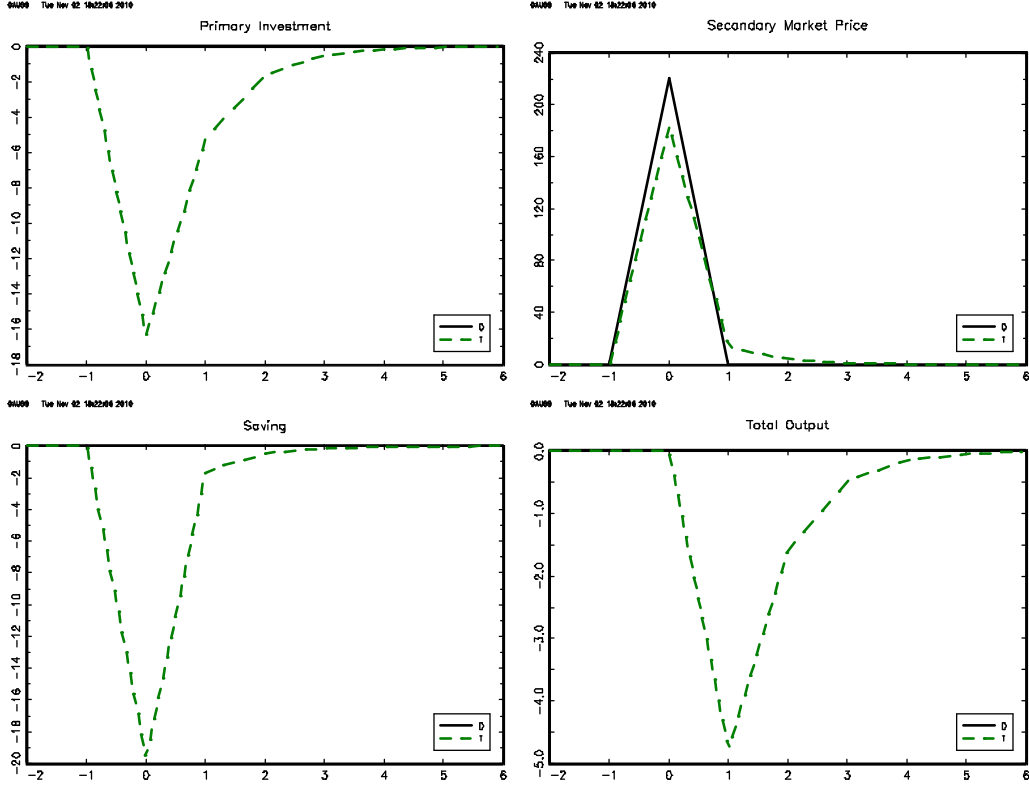 GAUSS Tue Nov 02 18:22:06 2010
Primary Investment
0
-2
-4
-6
-8
-10
-12
-14
-16
-18
-2 -1 0 1 2 3 4 5 6
D
T
GAUSS Tue Nov 02 18:22:06 2010
Secandary Market Price
240
200
160
120
80
40
0
-2 -1 0 1 2 3 4 5 6
D
T
GAUSS Tue Nov 02 18:22:06 2010
Saving
0
-2
-4
-6
-8
-10
-12
-14
-16
-18
-20
-2 -1 0 1 2 3 4 5 6
D
T
GAUSS Tue Nov 02 18:22:06 2010
Total Output
0.0
-1.0
-2.0
-3.0
-4.0
-5.0
-2 -1 0 1 2 3 4 5 6
D
T